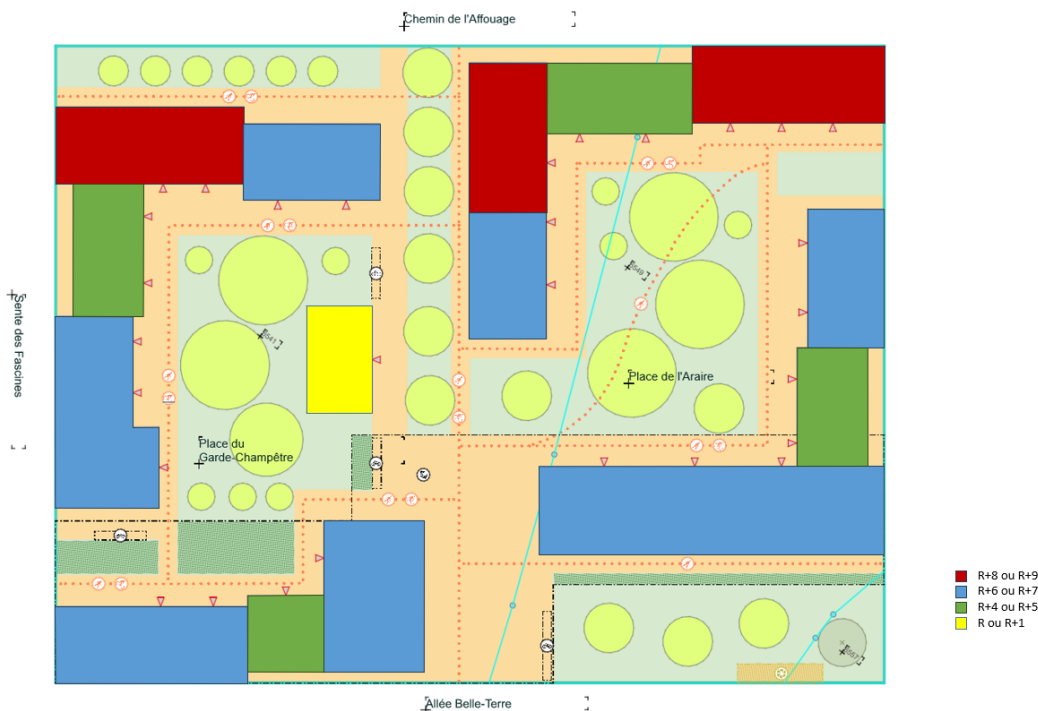 Chemin de l'Affouage
Sente des Fascines
Place du
Garde-Champêtre
Place de l'Araire
R+8 ou R+9
R+6 ou R+7
R+4 ou R+5
R ou R+1
Allée Belle-Terre